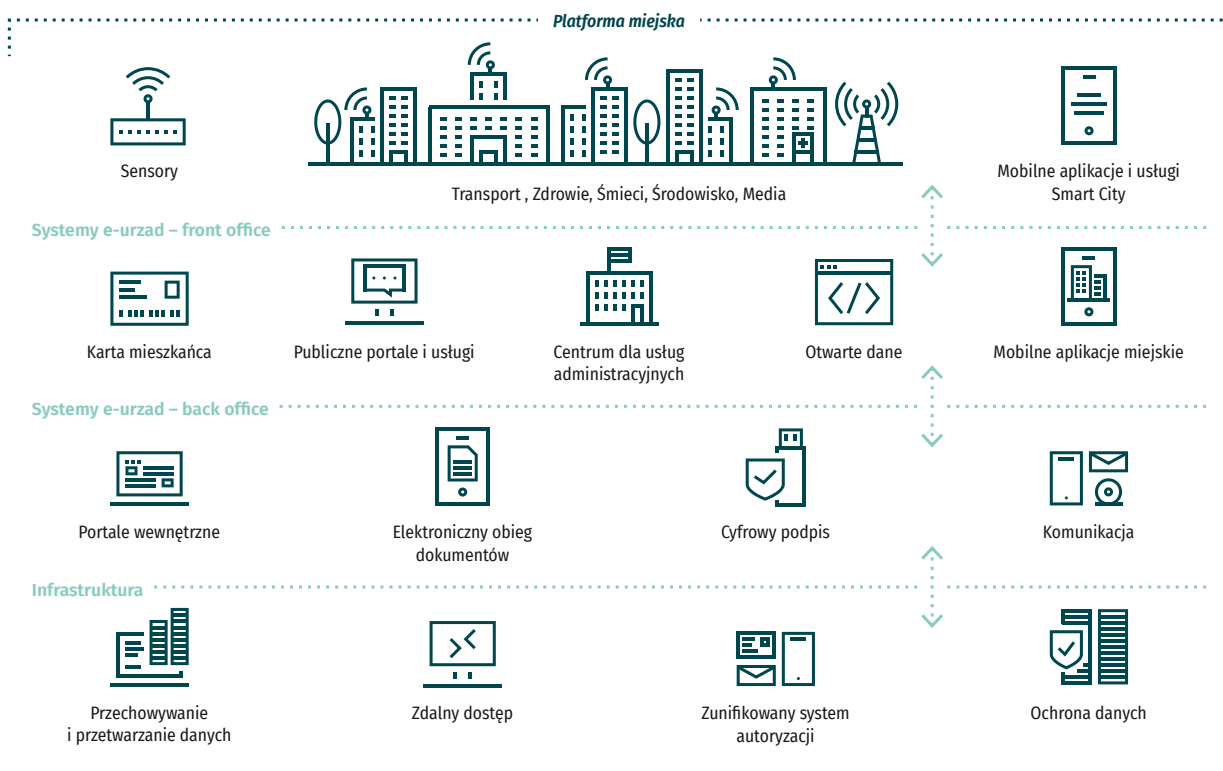 Platforma miejska
Sensory
Transport , Zdrowie, Śmieci, Środowisko, Media
Mobilne aplikacje i usługi
Smart City
Systemy e-urzad – front office
Karta mieszkańca
Publiczne portale i usługi
Centrum dla usług
administracyjnych
Otwarte dane
Mobilne aplikacje miejskie
Systemy e-urzad – back office
Portale wewnętrzne
Elektroniczny obieg
dokumentów
Cyfrowy podpis
Komunikacja
Infrastruktura
Przechowywanie
i przetwarzanie danych
Zdalny dostęp
Zunifikowany system
autoryzacji
Ochrona danych